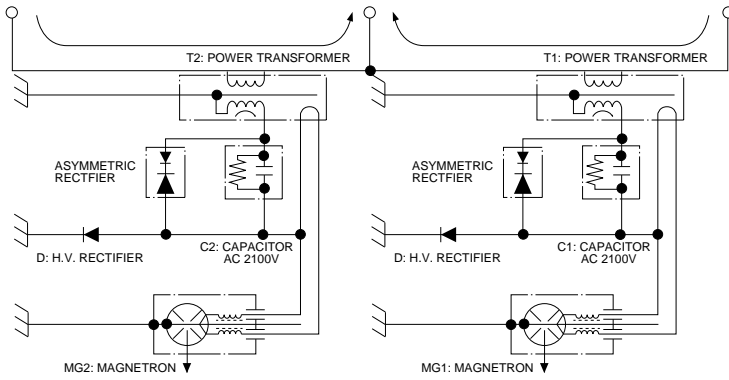 T2: POWER TRANSFORMER
T1: POWER TRANSFORMER
ASYMMETRIC
RECTFIER
ASYMMETRIC
RECTFIER
C2: CAPACITOR
AC 2100V
C1: CAPACITOR
AC 2100V
D: H.V. RECTIFIER
D: H.V. RECTIFIER
MG2: MAGNETRON
MG1: MAGNETRON